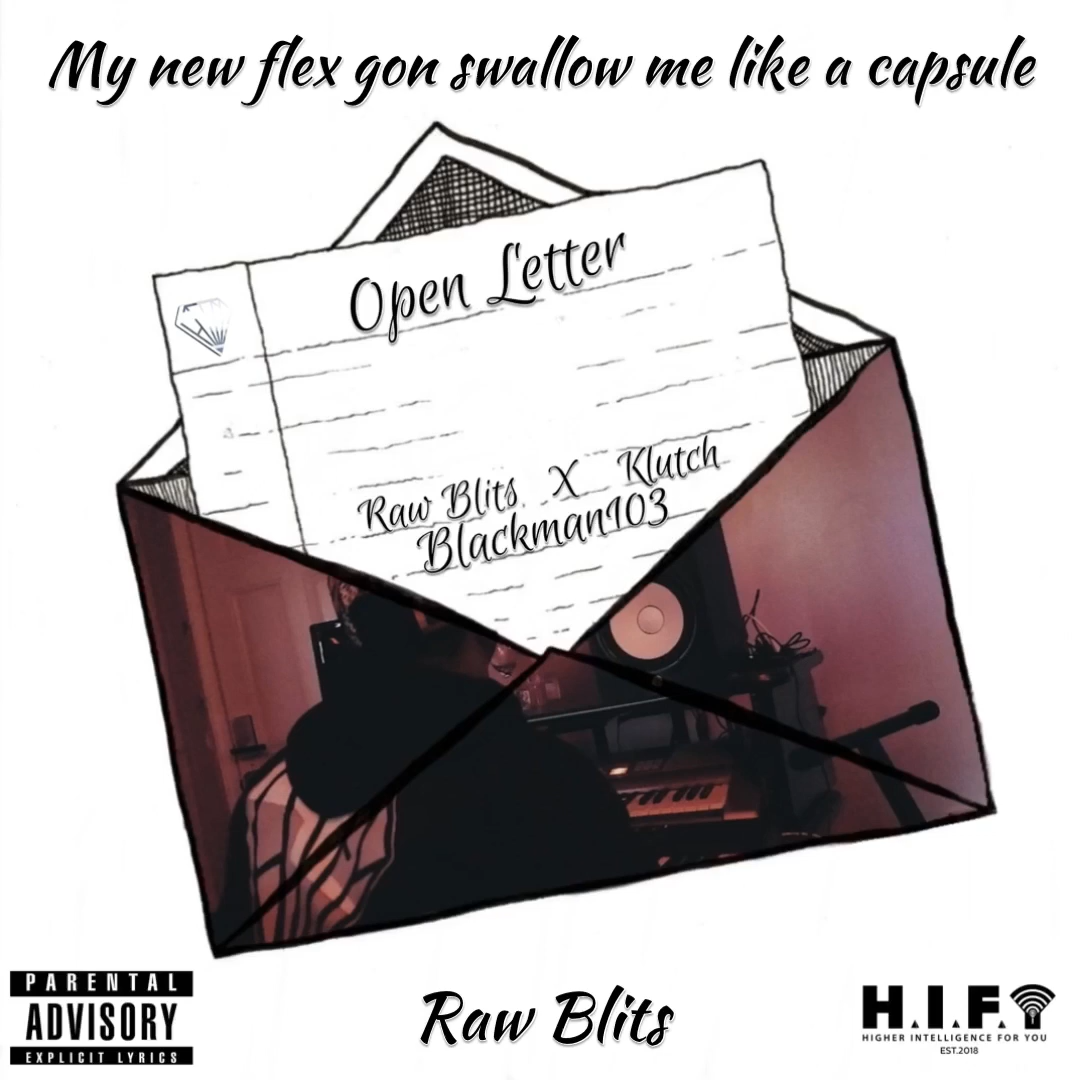 My new flex gon swallow me like a capsule
Open Letter
Raw Blits X Klutch
Blackman103
PARENTAL
ADVISORY
EXPLICIT LYRICS
Raw Blits
H.I.F.Y
HIGHER INTELLIGENCE FOR YOU
EST.2018